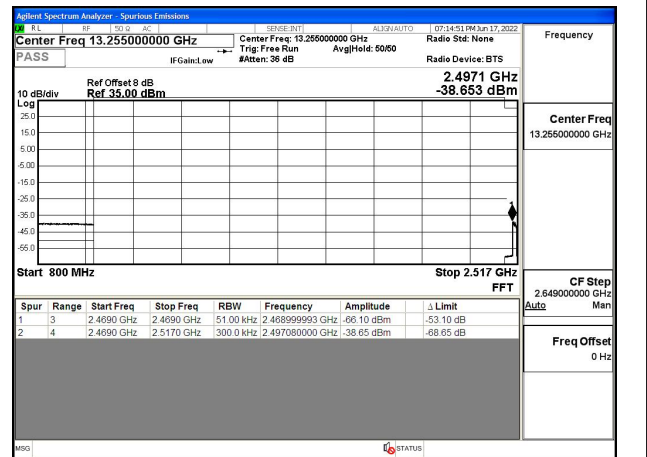 Agilent Spectrum Analyzer - Spurious Emissions
RL RF 50 Ω AC SENSE:INT ALIGNAUTO 07:14:51 PM Jun 17, 2022
Center Freq 13.255000000 GHz Center Freq: 13.255000000 GHz Radio Std: None Frequency
Trig: Free Run Avg|Hold: 50/50
PASS IFGain:Low #Atten: 36 dB Radio Device: BTS
Ref Offset 8 dB 2.4971 GHz
10 dB/div Ref 35.00 dBm -38.653 dBm
Log
25.0
15.0
5.00
-5.00
-15.0
-25.0
-35.0
-45.0
-55.0
Center Freq
13.255000000 GHz
Start 800 MHz Stop 2.517 GHz
FFT
CF Step
2.649000000 GHz
Auto Man
Spur Range Start Freq Stop Freq RBW Frequency Amplitude Δ Limit
1 3 2.4690 GHz 2.4690 GHz 51.00 kHz 2.468999993 GHz -66.10 dBm -53.10 dB
2 4 2.4690 GHz 2.5170 GHz 300.0 kHz 2.497080000 GHz -38.65 dBm -68.65 dB
Freq Offset
0 Hz
MSG STATUS